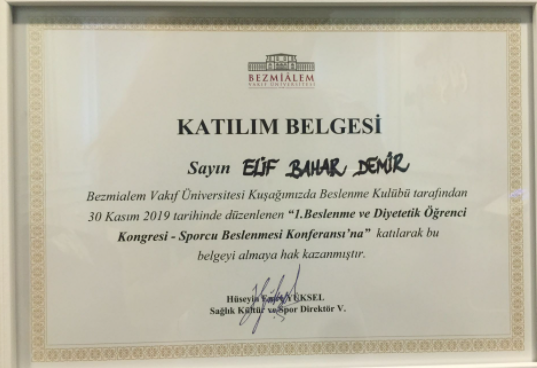 BEZMİÂLEM
VAKIF ÜNİVERSİTESİ
KATILIM BELGESİ
Sayın ELİF BAHAR DEMİR
Bezmialem Vakıf Üniversitesi Kuşağımızda Beslenme Kulübü tarafından
30 Kasım 2019 tarihinde düzenlenen “1.Beslenme ve Diyetetik Öğrenci
Kongresi - Sporcu Beslenmesi Konferansı’na” katılarak bu
belgeyi almaya hak kazanmıştır.
Hüseyin YÜKSEL
Sağlık Kültür ve Spor Direktör V.